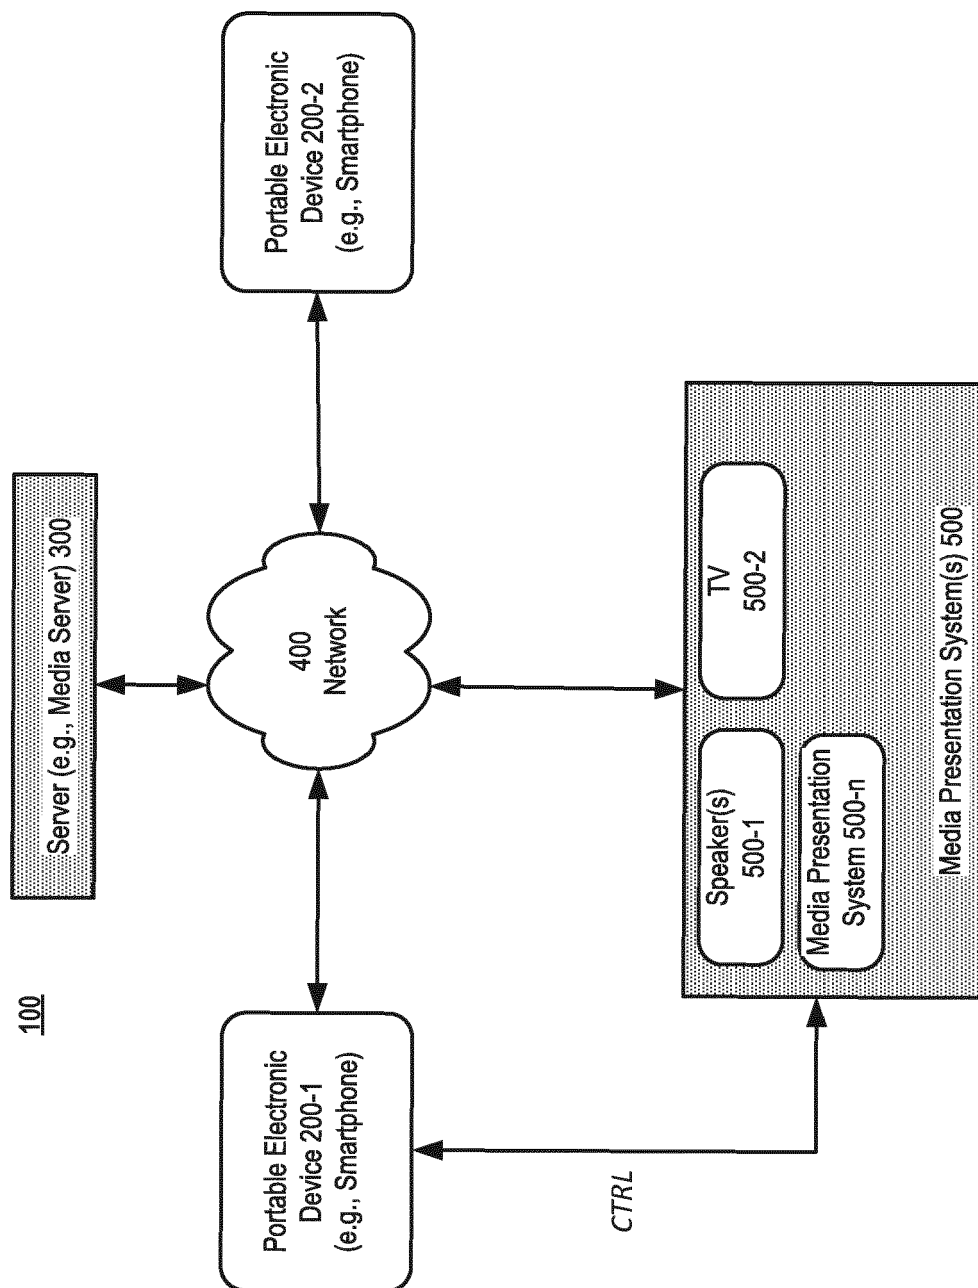 100
Server (e.g., Media Server) 300
Portable Electronic
Device 200-1
(e.g., Smartphone)
400
Network
Portable Electronic
Device 200-2
(e.g., Smartphone)
CTRL
Speaker(s)
500-1
TV
500-2
Media Presentation
System 500-n
Media Presentation System(s) 500